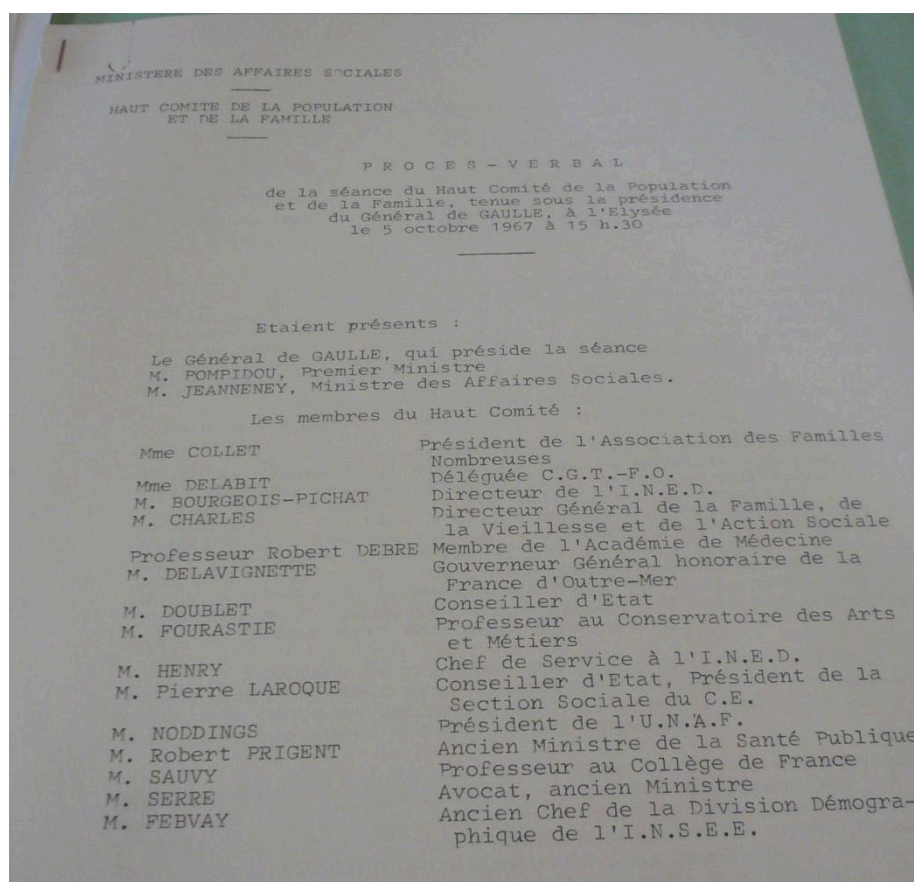 MINISTERE DES AFFAIRES SOCIALES
HAUT COMITE DE LA POPULATION
ET DE LA FAMILLE
PROCES-VERBAL
de la séance du Haut Comité de la Population
et de la Famille, tenue sous la présidence
du Général de GAULLE, à l'Elysée
le 5 octobre 1967 à 15 h.30
Etaient présents :
Le Général de GAULLE, qui préside la séance
M. POMPIDOU, Premier Ministre
M. JEANNENEY, Ministre des Affaires Sociales.
Les membres du Haut Comité :
Mme COLLET Président de l'Association des Familles
Nombreuses
Mme DELABIT Déléguée C.G.T.-F.O.
M. BOURGEOIS-PICHAT Directeur de l'I.N.E.D.
M. CHARLES Directeur Général de la Famille, de
la Vieillesse et de l'Action Sociale
Professeur Robert DEBRE Membre de l'Académie de Médecine
M. DELAVIGNETTE Gouverneur Général honoraire de la
France d'Outre-Mer
M. DOUBLET Conseiller d'Etat
M. FOURASTIE Professeur au Conservatoire des Arts
et Métiers
M. HENRY Chef de Service à l'I.N.E.D.
M. Pierre LAROQUE Conseiller d'Etat, Président de la
Section Sociale du C.E.
M. NODDINGS Président de l'U.N.A.F.
M. Robert PRIGENT Ancien Ministre de la Santé Publique
M. SAUVY Professeur au Collège de France
M. SERRE Avocat, ancien Ministre
M. FEBVAY Ancien Chef de la Division Démogra-
phique de l'I.N.S.E.E.